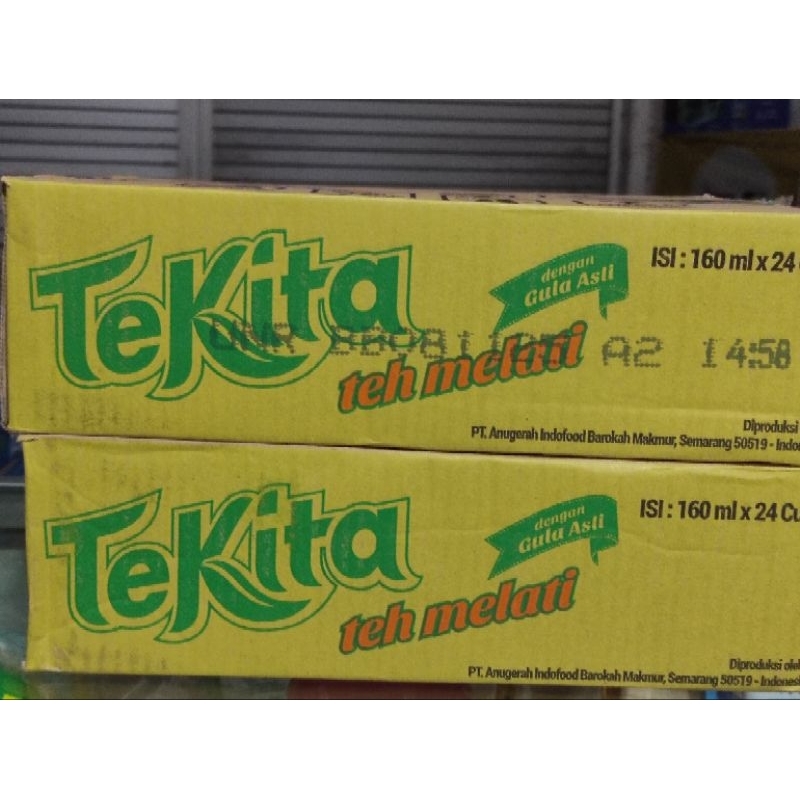 TeKita
dengan
Gula Asli
teh melati
ISI : 160 ml x 24
A2 14:58
Diproduksi
PT. Anugerah Indofood Barokah Makmur, Semarang 50519 - Indon
TeKita
dengan
Gula Asli
teh melati
ISI : 160 ml x 24 Cu
Diproduksi oleh
PT. Anugerah Indofood Barokah Makmur, Semarang 50519 - Indonesi